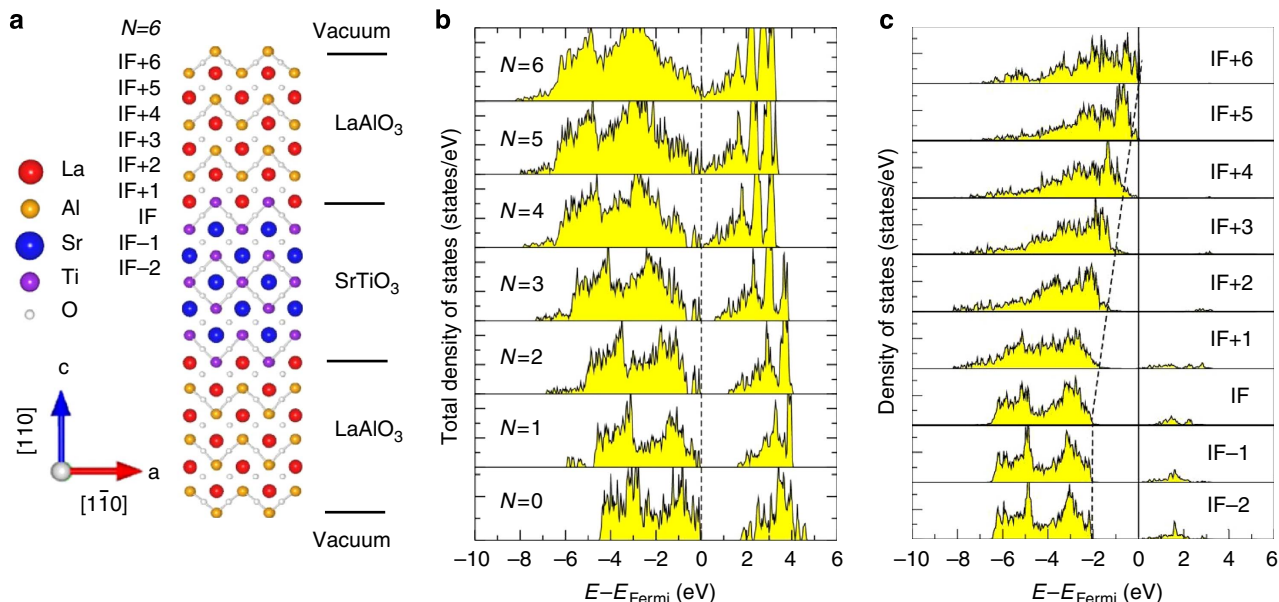 a
N=6
IF+6
IF+5
IF+4
IF+3
IF+2
IF+1
IF
IF–1
IF–2
La
Al
Sr
Ti
O
c
[110]
a
[11̄0]
Vacuum
LaAlO₃
SrTiO₃
LaAlO₃
Vacuum
b
Total density of states (states/eV)
N=6
N=5
N=4
N=3
N=2
N=1
N=0
–10 –8 –6 –4 –2 0 2 4 6
E–E_Fermi (eV)
c
Density of states (states/eV)
IF+6
IF+5
IF+4
IF+3
IF+2
IF+1
IF
IF–1
IF–2
–10 –8 –6 –4 –2 0 2 4 6
E–E_Fermi (eV)